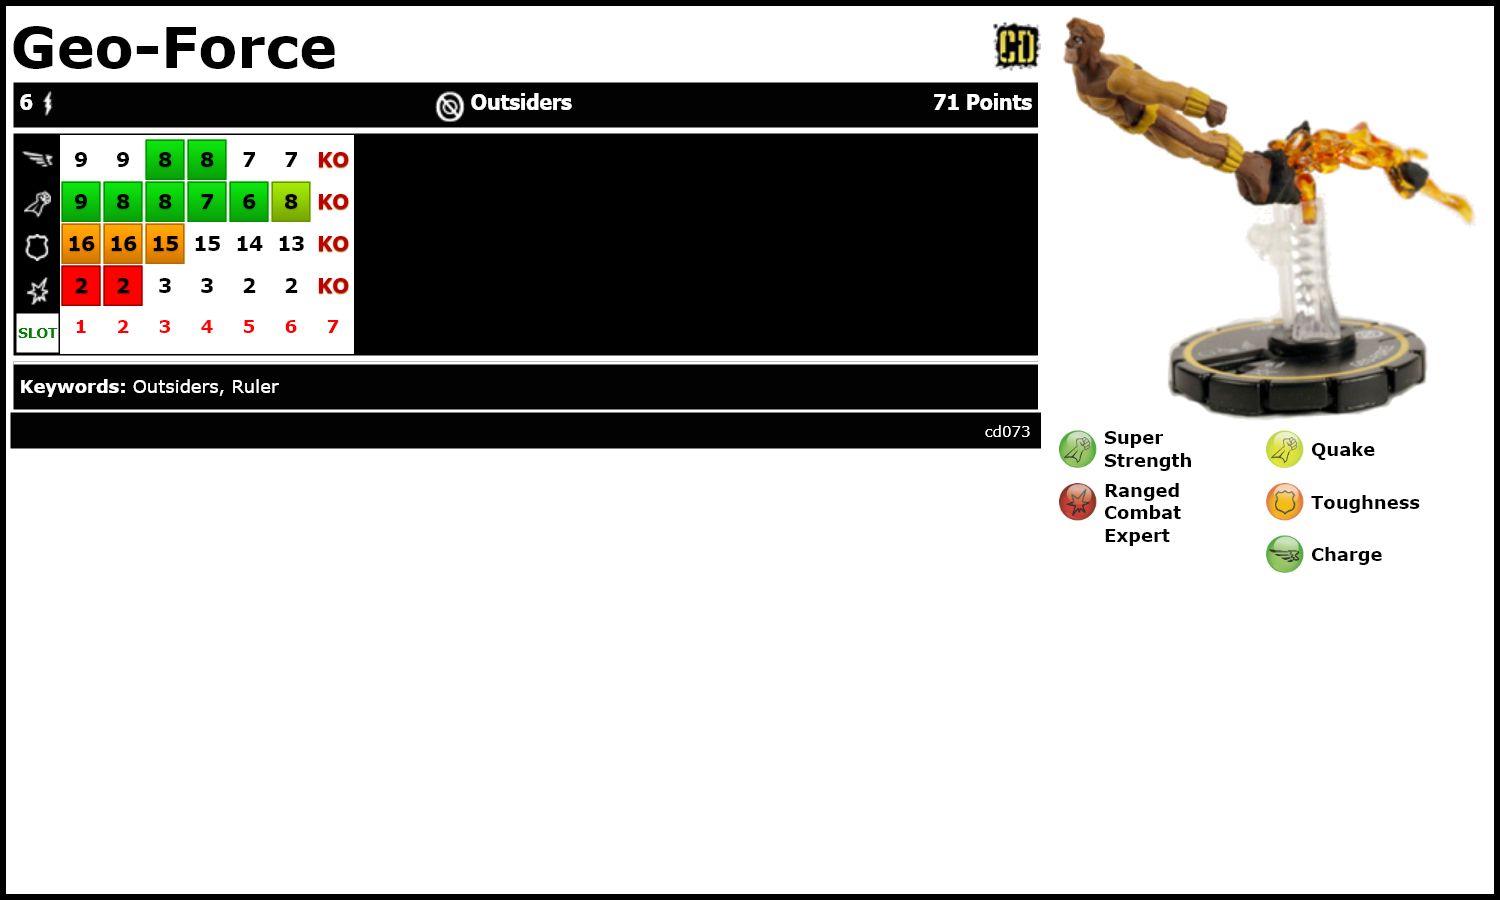 Geo-Force
CD
6 Outsiders 71 Points
9 9 8 8 7 7 KO
9 8 8 7 6 8 KO
16 16 15 15 14 13 KO
2 2 3 3 2 2 KO
SLOT 1 2 3 4 5 6 7
Keywords: Outsiders, Ruler
cd073
Super
Strength
Quake
Ranged
Combat
Expert
Toughness
Charge